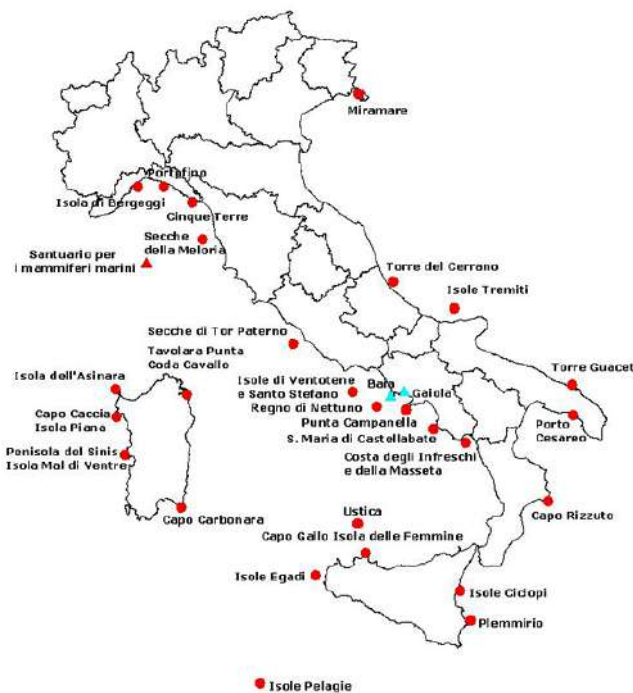 Miramare
Portofino
Isola di Bergeggi
Cinque Terre
Secche
della Meloria
Santuario per
i mammiferi marini
Torre del Cerrano
Isole Tremiti
Secche di Tor Paterno
Tavolara Punta
Coda Cavallo
Isola dell'Asinara
Isole di Ventotene
e Santo Stefano
Baia
Gaiola
Torre Guacet
Regno di Nettuno
Capo Caccia
Isola Piana
Punta Campanella
Porto
Cesareo
S. Maria di Castellabate
Penisola del Sinis
Isola Mal di Ventre
Costa degli Infreschi
e della Masseta
Capo Carbonara
Ustica
Capo Rizzuto
Capo Gallo Isola delle Femmine
Isole Egadi
Isole Ciclopi
Plemmirio
Isole Pelagie